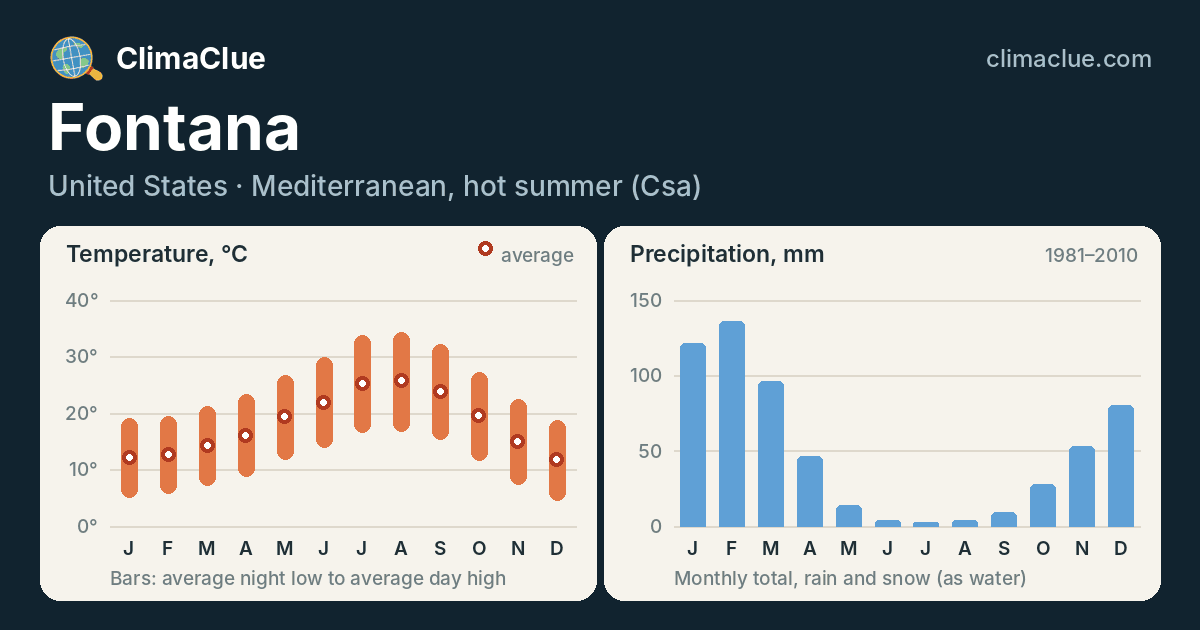 ClimaClue
climaclue.com
Fontana
United States · Mediterranean, hot summer (Csa)
Temperature, °C
average
40°
30°
20°
10°
0°
J F M A M J J A S O N D
Bars: average night low to average day high
Precipitation, mm
1981–2010
150
100
50
0
J F M A M J J A S O N D
Monthly total, rain and snow (as water)